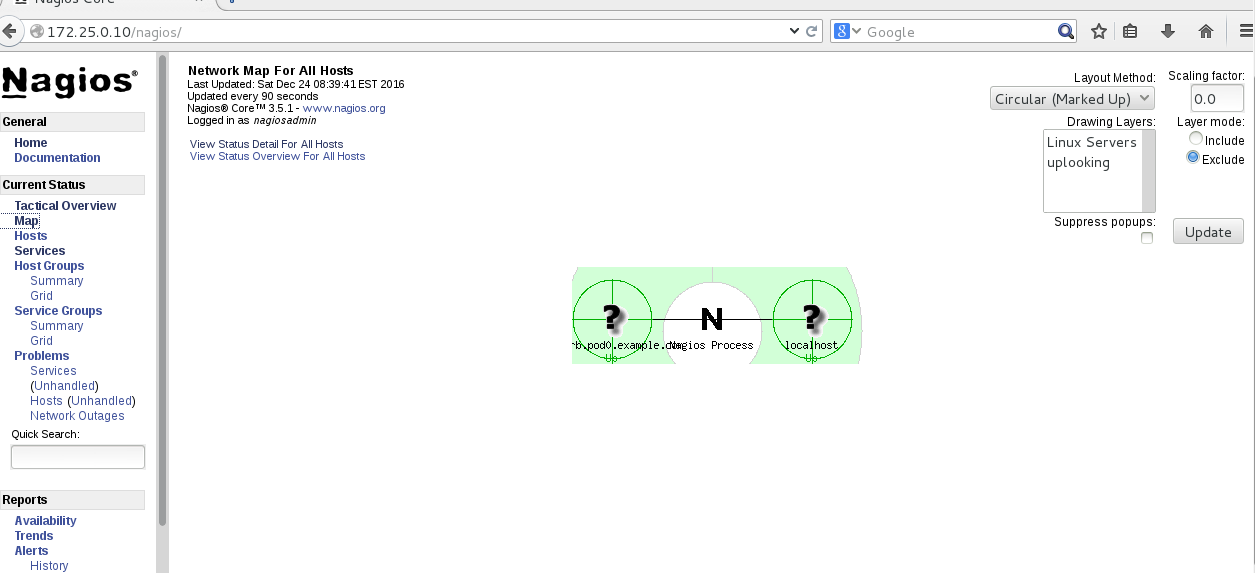 Nagios Core
172.25.0.10/nagios/
Google
Nagios®
General
Home
Documentation
Current Status
Tactical Overview
Map
Hosts
Services
Host Groups
Summary
Grid
Service Groups
Summary
Grid
Problems
Services
(Unhandled)
Hosts (Unhandled)
Network Outages
Quick Search:
Reports
Availability
Trends
Alerts
History
Network Map For All Hosts
Last Updated: Sat Dec 24 08:39:41 EST 2016
Updated every 90 seconds
Nagios® Core™ 3.5.1 - www.nagios.org
Logged in as nagiosadmin
View Status Detail For All Hosts
View Status Overview For All Hosts
Layout Method:
Circular (Marked Up)
Scaling factor:
0.0
Drawing Layers:
Linux Servers
uplooking
Layer mode:
Include
Exclude
Suppress popups:
Update
? N ?
Nagios Process
localhost
Up
Up